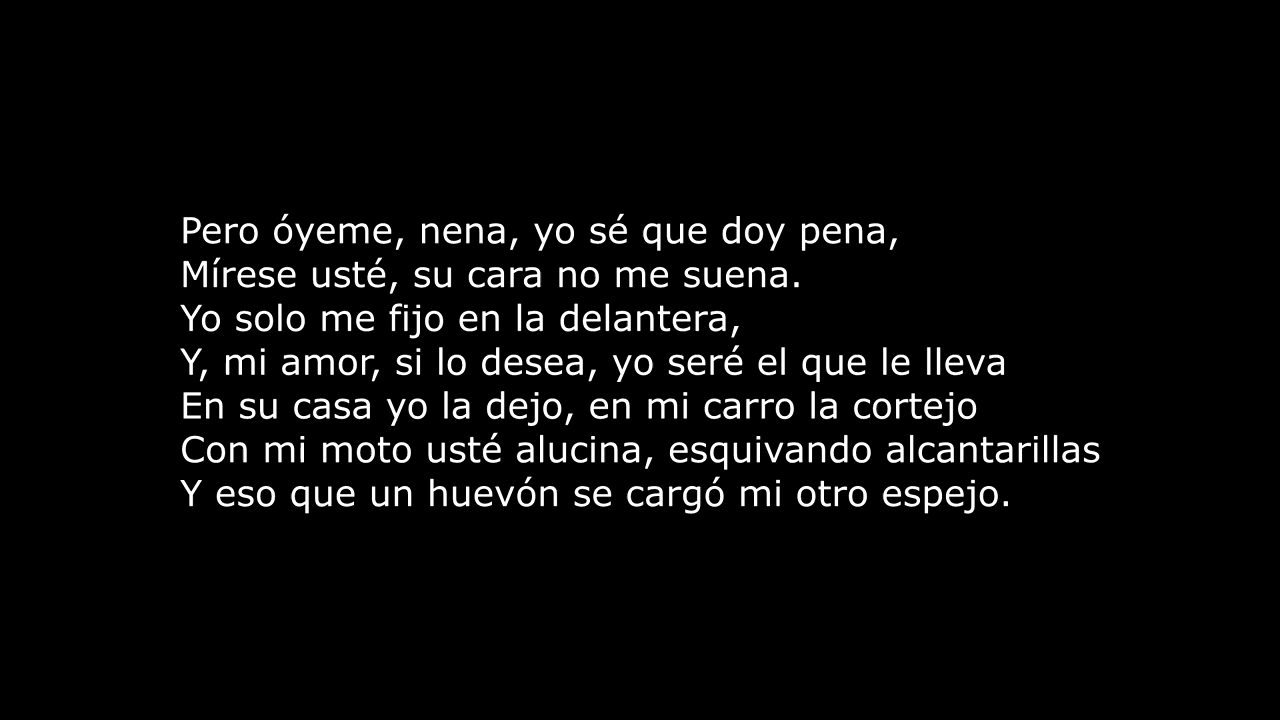 Pero óyeme, nena, yo sé que doy pena,
Mírese usté, su cara no me suena.
Yo solo me fijo en la delantera,
Y, mi amor, si lo desea, yo seré el que le lleva
En su casa yo la dejo, en mi carro la cortejo
Con mi moto usté alucina, esquivando alcantarillas
Y eso que un huevón se cargó mi otro espejo.